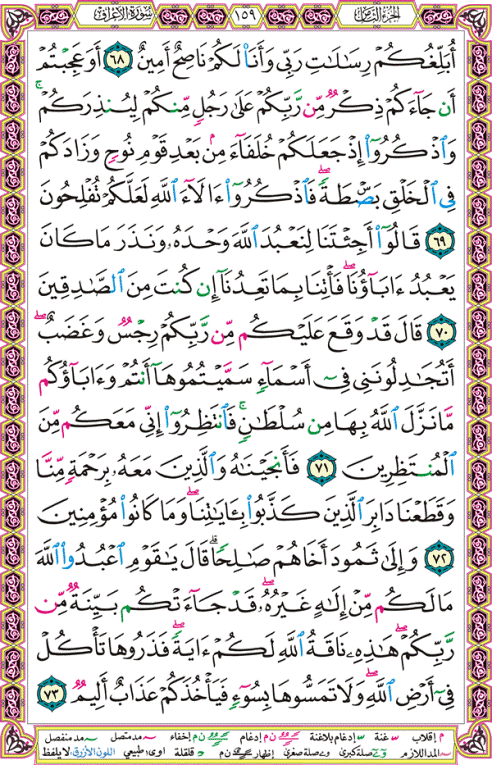 الجزء الثامن ١٥٩ سورة الأعراف
أُبَلِّغُكُمْ رِسَٰلَٰتِ رَبِّى وَأَنَا۠ لَكُمْ نَاصِحٌ أَمِينٌ ٦٨ أَوَعَجِبْتُمْ
أَن جَآءَكُمْ ذِكْرٌ مِّن رَّبِّكُمْ عَلَىٰ رَجُلٍ مِّنكُمْ لِيُنذِرَكُمْ ۚ
وَٱذْكُرُوٓا۟ إِذْ جَعَلَكُمْ خُلَفَآءَ مِنۢ بَعْدِ قَوْمِ نُوحٍ وَزَادَكُمْ
فِى ٱلْخَلْقِ بَصْۜطَةً ۖ فَٱذْكُرُوٓا۟ ءَالَآءَ ٱللَّهِ لَعَلَّكُمْ تُفْلِحُونَ
٦٩ قَالُوٓا۟ أَجِئْتَنَا لِنَعْبُدَ ٱللَّهَ وَحْدَهُۥ وَنَذَرَ مَا كَانَ
يَعْبُدُ ءَابَآؤُنَا ۖ فَأْتِنَا بِمَا تَعِدُنَآ إِن كُنتَ مِنَ ٱلصَّٰدِقِينَ
٧٠ قَالَ قَدْ وَقَعَ عَلَيْكُم مِّن رَّبِّكُمْ رِجْسٌ وَغَضَبٌ ۖ
أَتُجَٰدِلُونَنِى فِىٓ أَسْمَآءٍ سَمَّيْتُمُوهَآ أَنتُمْ وَءَابَآؤُكُم
مَّا نَزَّلَ ٱللَّهُ بِهَا مِن سُلْطَٰنٍ ۚ فَٱنتَظِرُوٓا۟ إِنِّى مَعَكُم مِّنَ
ٱلْمُنتَظِرِينَ ٧١ فَأَنجَيْنَٰهُ وَٱلَّذِينَ مَعَهُۥ بِرَحْمَةٍ مِّنَّا
وَقَطَعْنَا دَابِرَ ٱلَّذِينَ كَذَّبُوا۟ بِـَٔايَٰتِنَا ۖ وَمَا كَانُوا۟ مُؤْمِنِينَ
٧٢ وَإِلَىٰ ثَمُودَ أَخَاهُمْ صَٰلِحًا ۗ قَالَ يَٰقَوْمِ ٱعْبُدُوا۟ ٱللَّهَ
مَا لَكُم مِّنْ إِلَٰهٍ غَيْرُهُۥ ۖ قَدْ جَآءَتْكُم بَيِّنَةٌ مِّن
رَّبِّكُمْ ۖ هَٰذِهِۦ نَاقَةُ ٱللَّهِ لَكُمْ ءَايَةً ۖ فَذَرُوهَا تَأْكُلْ
فِىٓ أَرْضِ ٱللَّهِ ۖ وَلَا تَمَسُّوهَا بِسُوٓءٍ فَيَأْخُذَكُمْ عَذَابٌ أَلِيمٌ ٧٣
م إقلاب غنة إدغام بلاغنة ن م إدغام ن م إخفاء مد متصل مد منفصل
المد اللازم صلة كبرى وصلة صغرى إظهار ن م قلقلة اوى: طبيعي اللون الأزرق: لا يلفظ